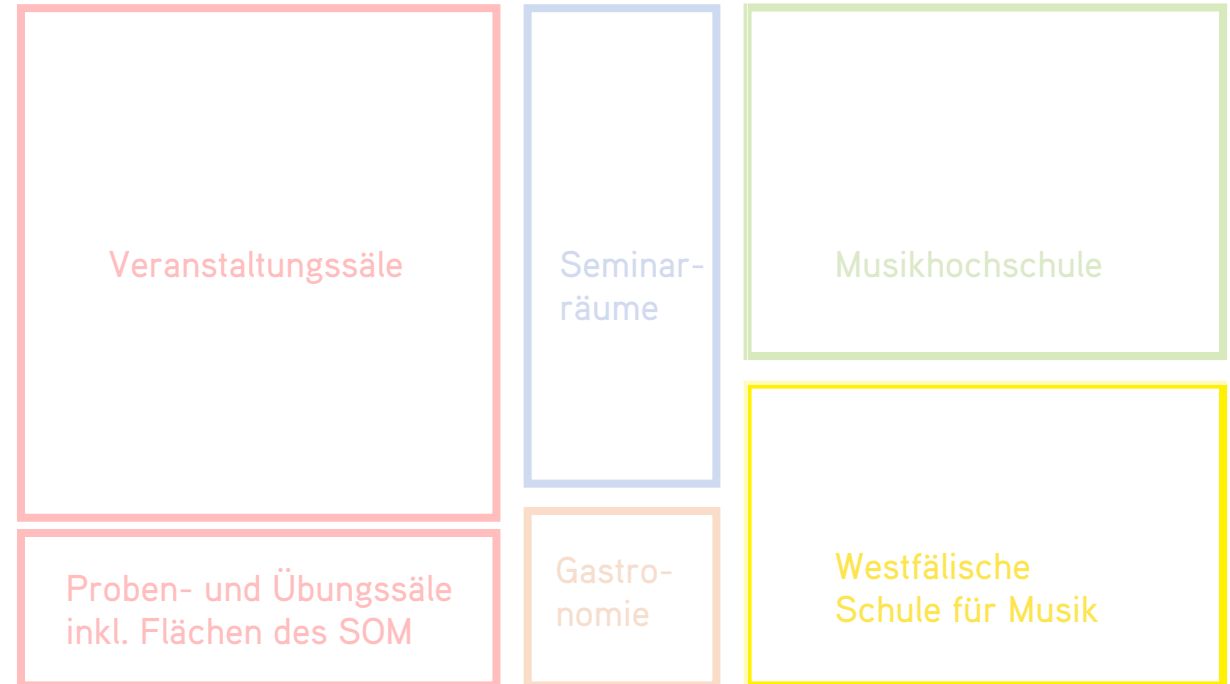 Veranstaltungssäle
Seminar-
räume
Musikhochschule
Proben- und Übungssäle
inkl. Flächen des SOM
Gastro-
nomie
Westfälische
Schule für Musik